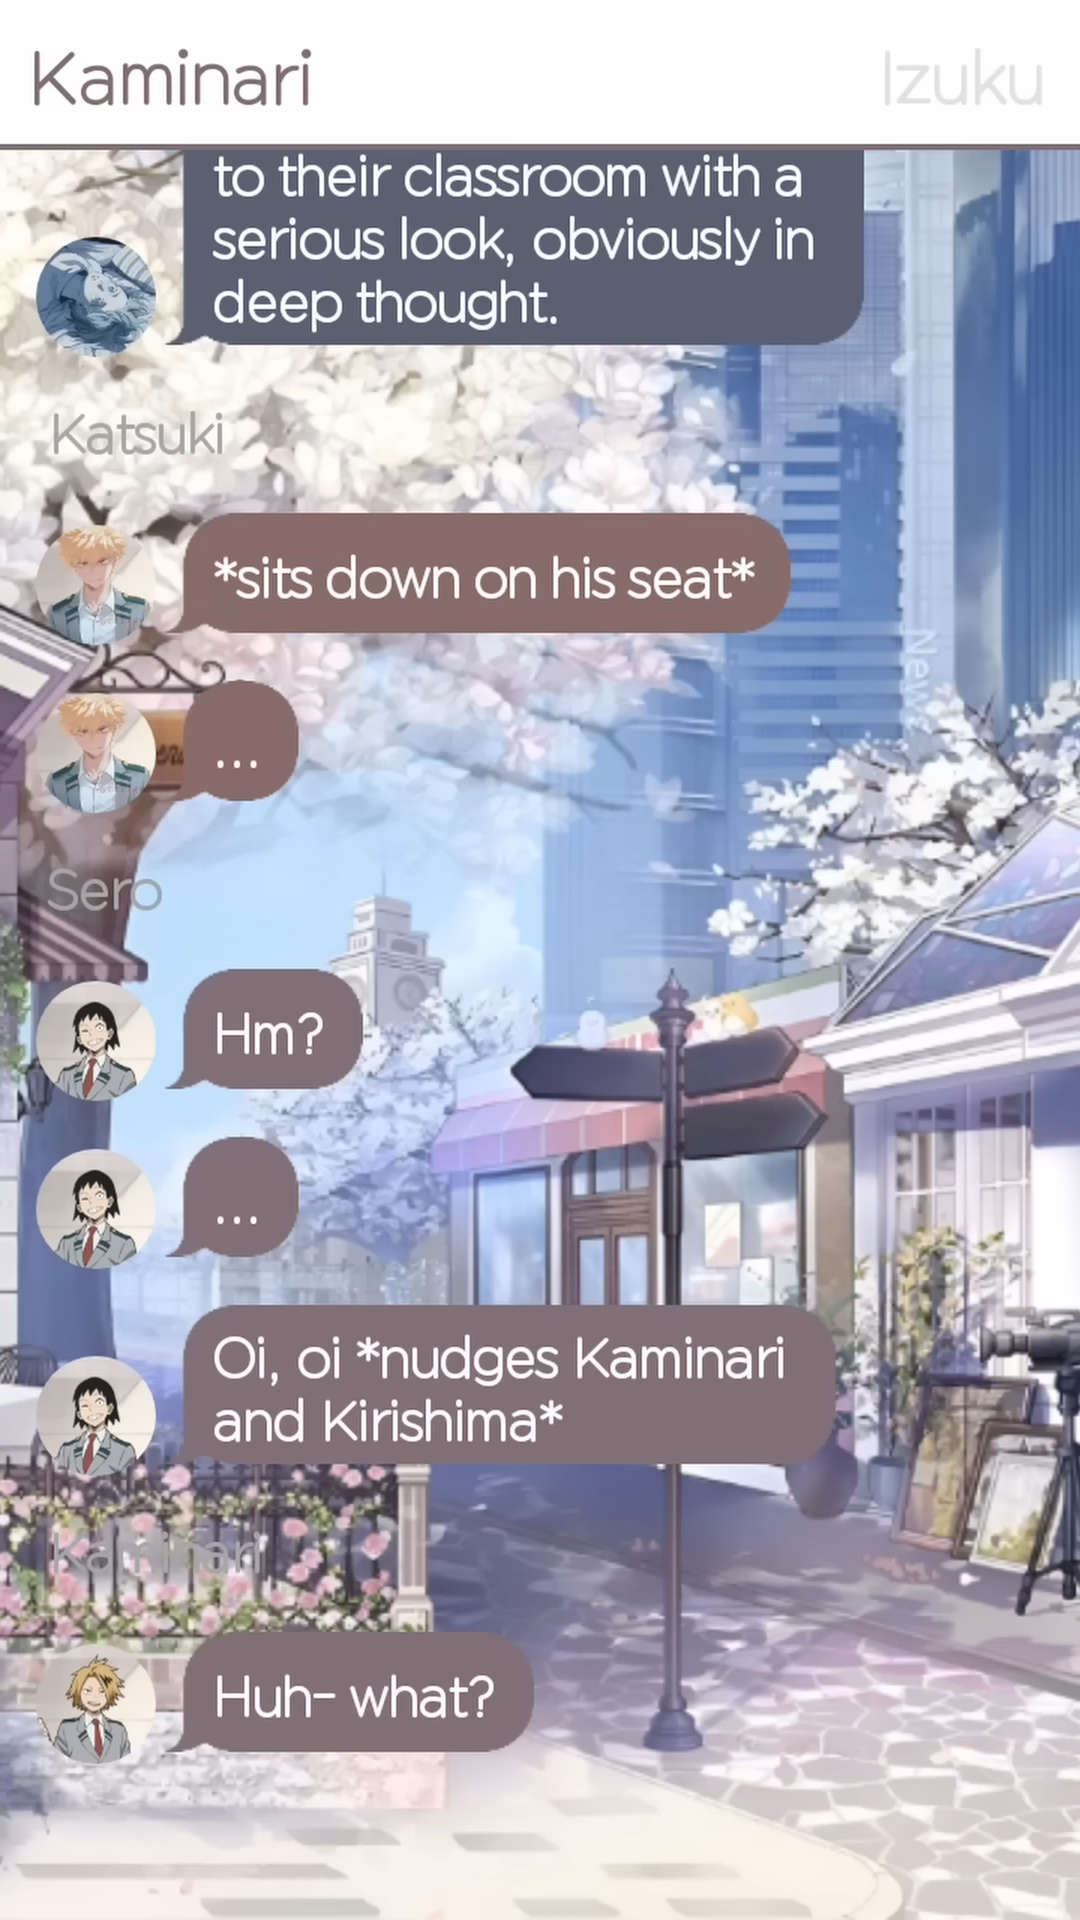 Kaminari
Izuku
to their classroom with a
serious look, obviously in
deep thought.
Katsuki
*sits down on his seat*
...
Sero
Hm?
...
Oi, oi *nudges Kaminari
and Kirishima*
Kaminari
Huh– what?